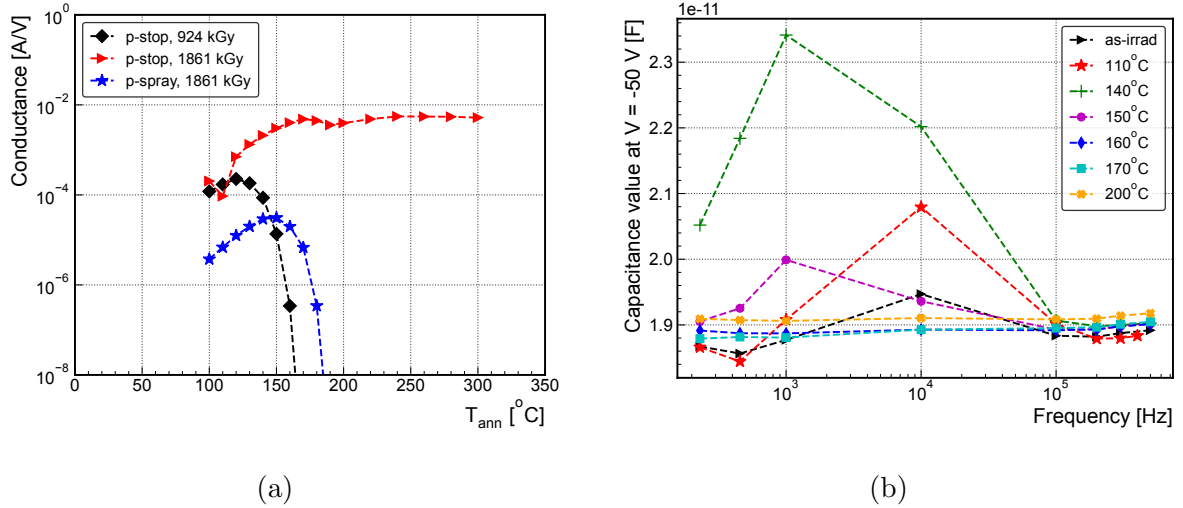 10^0
10^-2
10^-4
10^-6
10^-8
Conductance [A/V]
p-stop, 924 kGy
p-stop, 1861 kGy
p-spray, 1861 kGy
0 50 100 150 200 250 300 350
T_ann [°C]
(a)
1e-11
2.3
2.2
2.1
2.0
1.9
Capacitance value at V = -50 V [F]
as-irrad
110°C
140°C
150°C
160°C
170°C
200°C
10^3 10^4 10^5
Frequency [Hz]
(b)